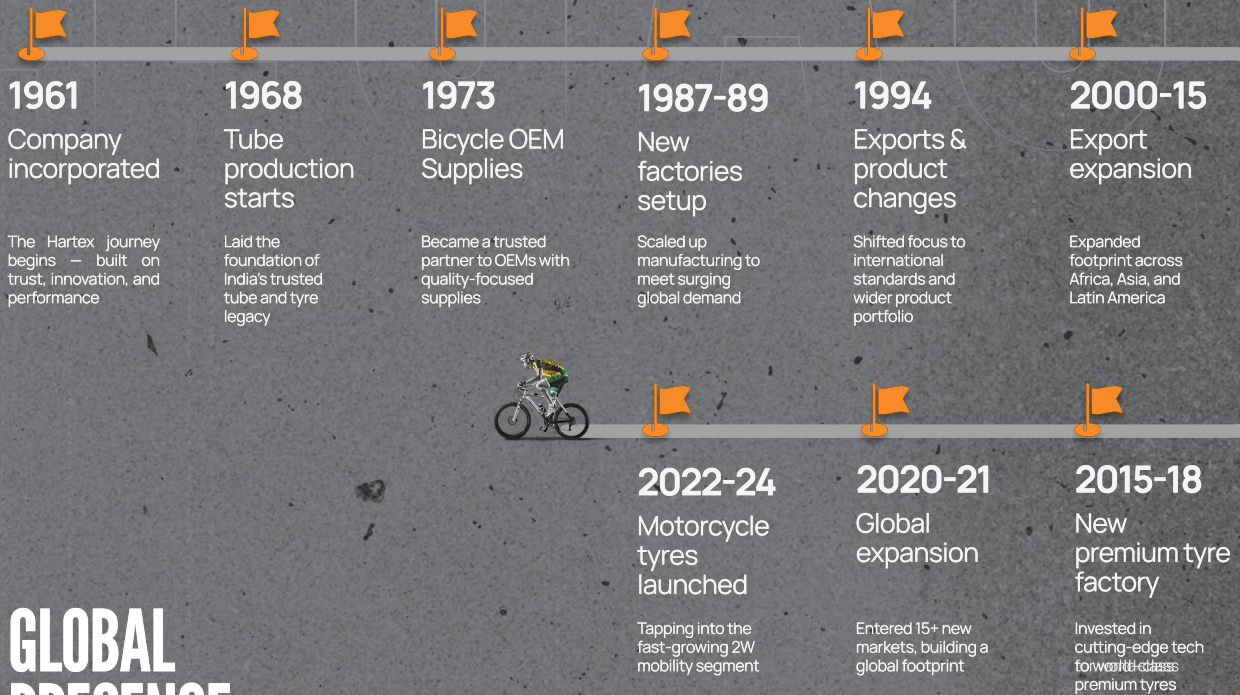 1961
Company
incorporated
The Hartex journey
begins — built on
trust, innovation, and
performance
1968
Tube
production
starts
Laid the
foundation of
India's trusted
tube and tyre
legacy
1973
Bicycle OEM
Supplies
Became a trusted
partner to OEMs with
quality-focused
supplies
1987-89
New
factories
setup
Scaled up
manufacturing to
meet surging
global demand
1994
Exports &
product
changes
Shifted focus to
international
standards and
wider product
portfolio
2000-15
Export
expansion
Expanded
footprint across
Africa, Asia, and
Latin America
2022-24
Motorcycle
tyres
launched
Tapping into the
fast-growing 2W
mobility segment
2020-21
Global
expansion
Entered 15+ new
markets, building a
global footprint
2015-18
New
premium tyre
factory
Invested in
cutting-edge tech
for world-class
premium tyres
GLOBAL
PRESENCE